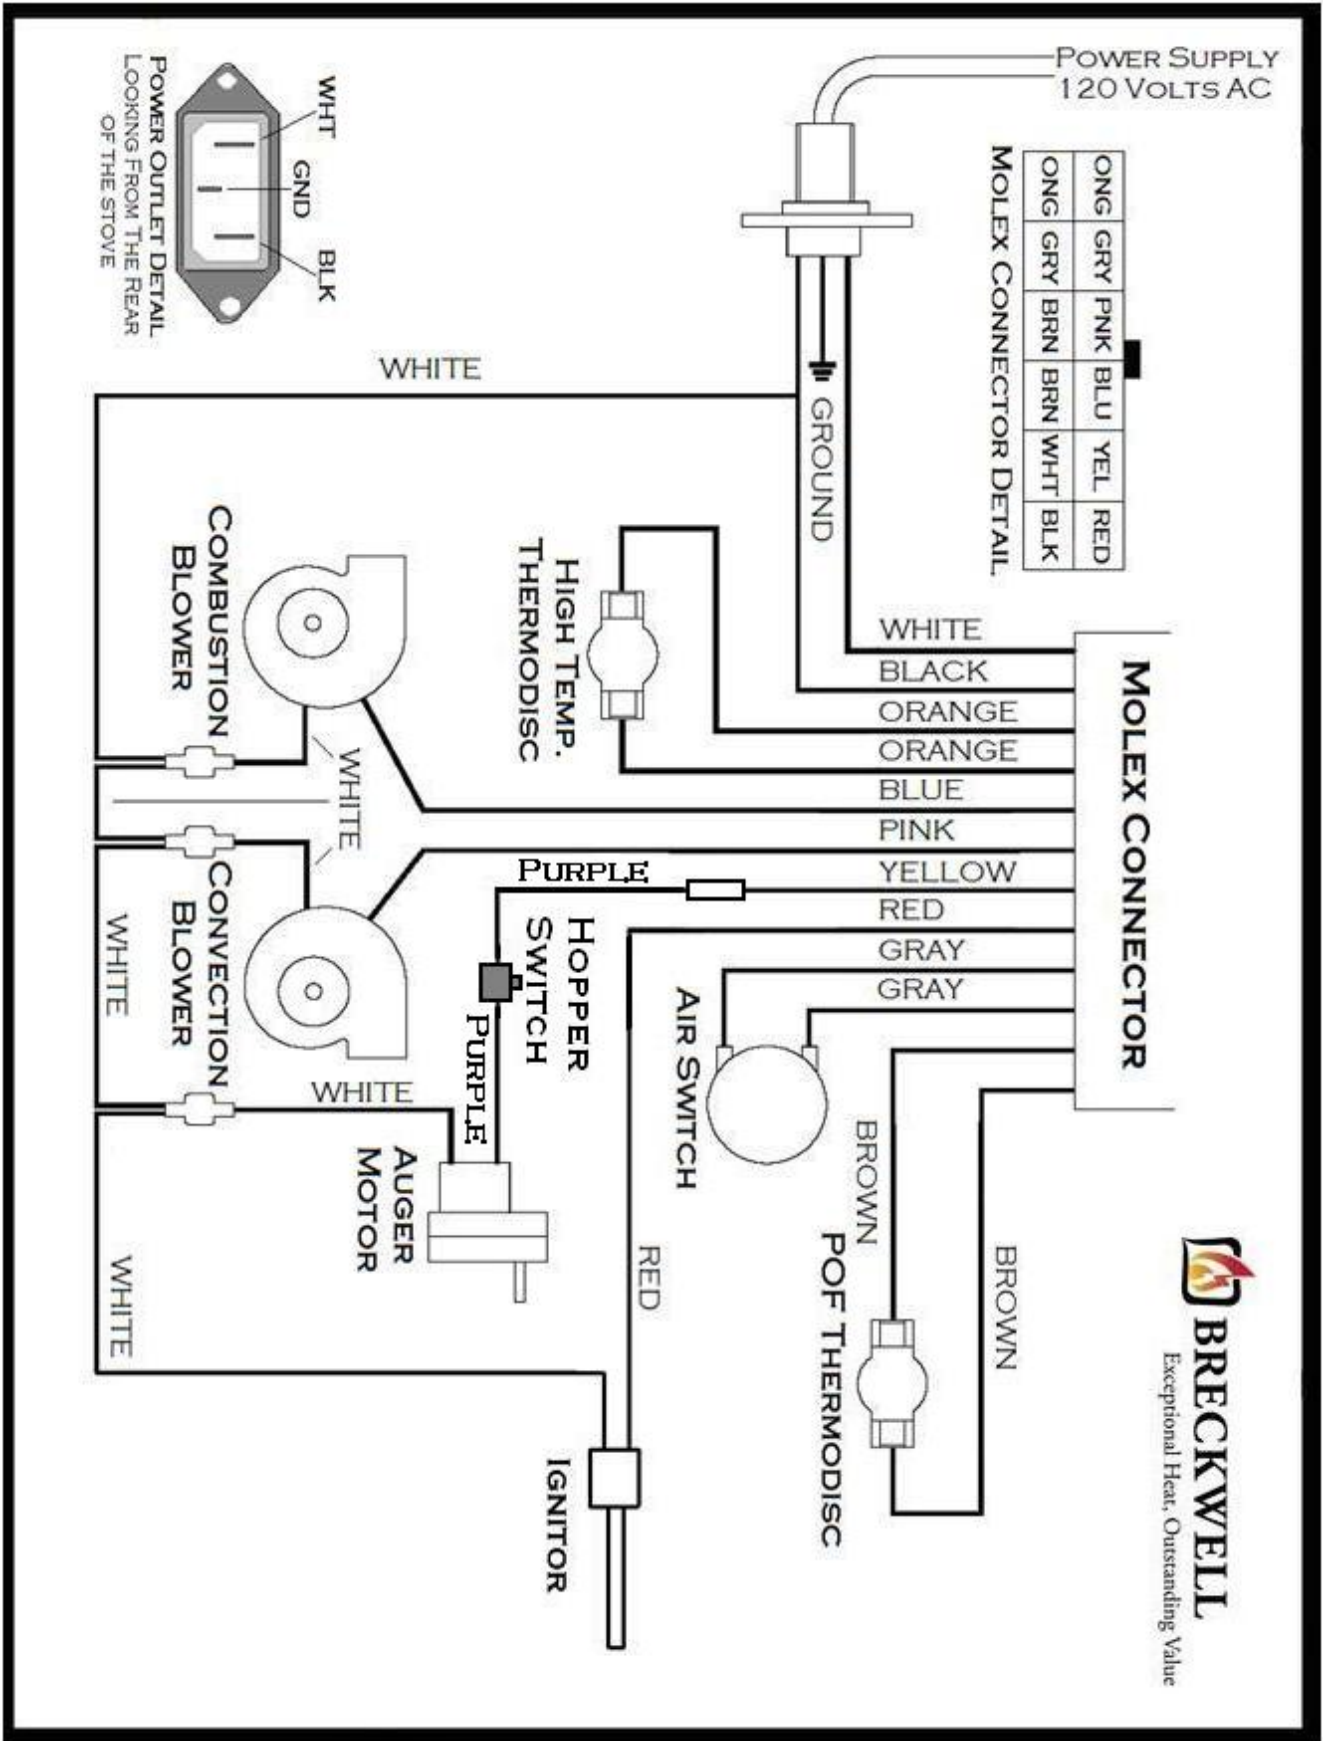 POWER SUPPLY
120 VOLTS AC
ONG GRY PNK BLU YEL RED
ONG GRY BRN BRN WHT BLK
MOLEX CONNECTOR DETAIL
WHT
GND
BLK
POWER OUTLET DETAIL
LOOKING FROM THE REAR
OF THE STOVE
WHITE
GROUND
HIGH TEMP.
THERMODISC
COMBUSTION
BLOWER
WHITE
BLACK
ORANGE
ORANGE
BLUE
PINK
YELLOW
RED
GRAY
GRAY
MOLEX CONNECTOR
WHITE
PURPLE
HOPPER
SWITCH
PURPLE
CONVECTION
BLOWER
WHITE
WHITE
AIR SWITCH
AUGER
MOTOR
BROWN
BROWN
POF THERMODISC
RED
WHITE
IGNITOR
BRECKWELL
Exceptional Heat, Outstanding Value